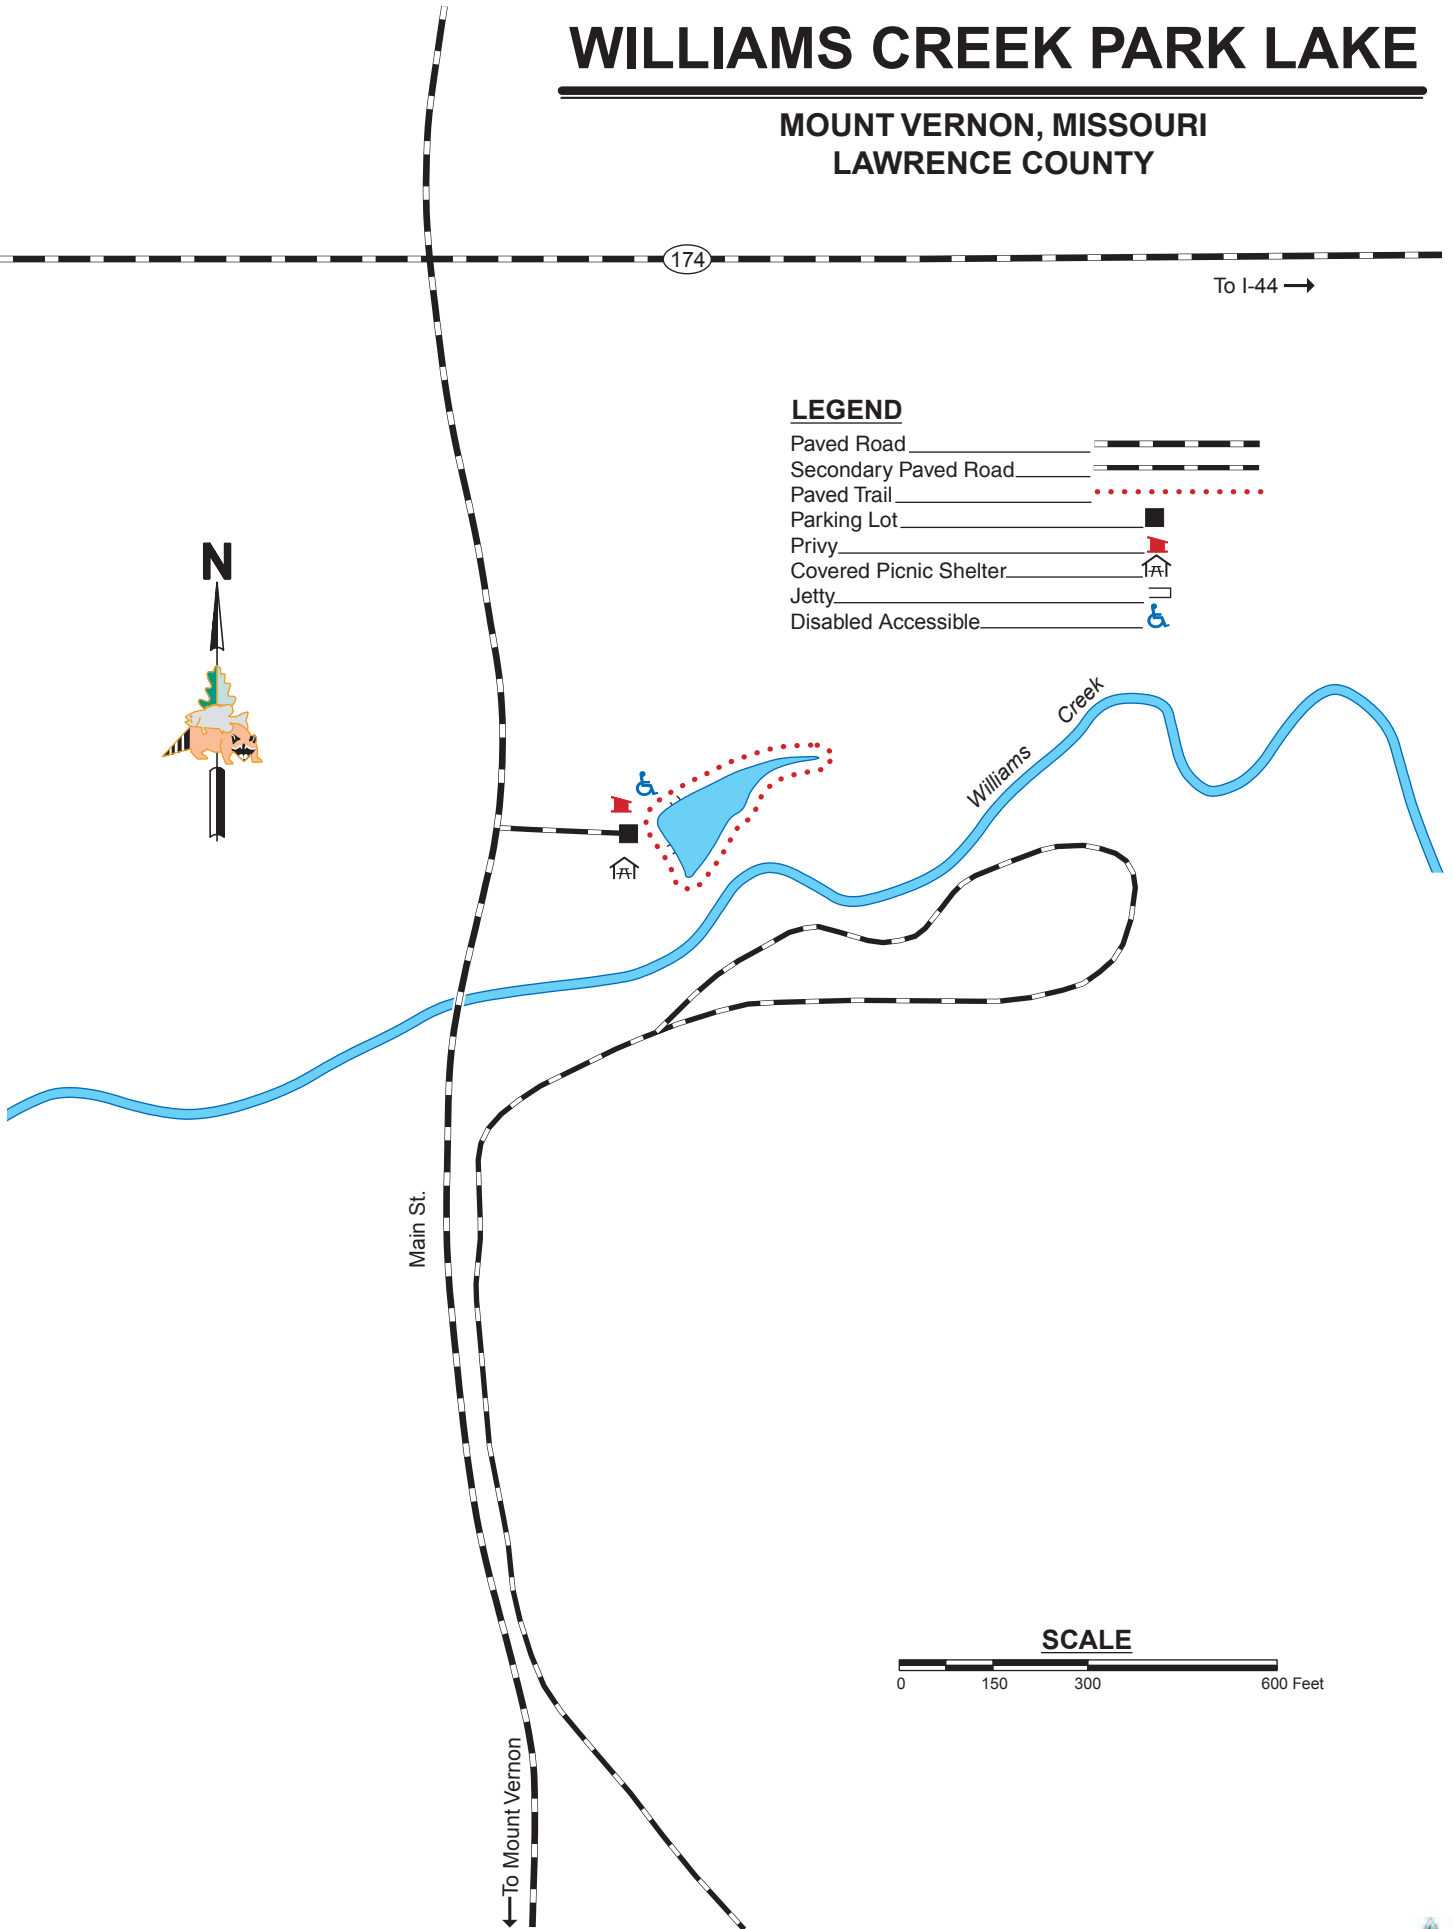 WILLIAMS CREEK PARK LAKE
MOUNT VERNON, MISSOURI
LAWRENCE COUNTY
174
To I-44
LEGEND
Paved Road
Secondary Paved Road
Paved Trail
Parking Lot
Privy
Covered Picnic Shelter
Jetty
Disabled Accessible
N
Williams Creek
Main St.
SCALE
0 150 300 600 Feet
To Mount Vernon